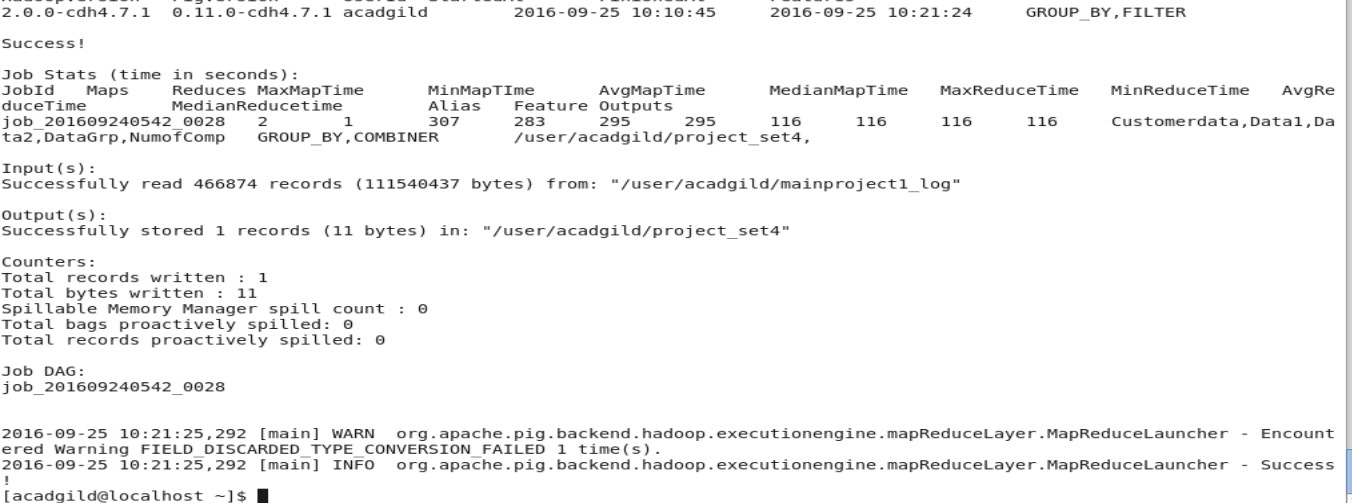 2.0.0-cdh4.7.1  0.11.0-cdh4.7.1 acadgild        2016-09-25 10:10:45     2016-09-25 10:21:24     GROUP_BY,FILTER
Success!
Job Stats (time in seconds):
JobId   Maps    Reduces MaxMapTime      MinMapTIme      AvgMapTime      MedianMapTime   MaxReduceTime   MinReduceTime   AvgRe
duceTime        MedianReducetime        Alias   Feature Outputs
job_201609240542_0028   2       1       307     283     295     295     116     116     116     116     Customerdata,Data1,Da
ta2,DataGrp,NumofComp   GROUP_BY,COMBINER       /user/acadgild/project_set4,
Input(s):
Successfully read 466874 records (111540437 bytes) from: "/user/acadgild/mainproject1_log"
Output(s):
Successfully stored 1 records (11 bytes) in: "/user/acadgild/project_set4"
Counters:
Total records written : 1
Total bytes written : 11
Spillable Memory Manager spill count : 0
Total bags proactively spilled: 0
Total records proactively spilled: 0
Job DAG:
job_201609240542_0028
2016-09-25 10:21:25,292 [main] WARN  org.apache.pig.backend.hadoop.executionengine.mapReduceLayer.MapReduceLauncher - Encount
ered Warning FIELD_DISCARDED_TYPE_CONVERSION_FAILED 1 time(s).
2016-09-25 10:21:25,292 [main] INFO  org.apache.pig.backend.hadoop.executionengine.mapReduceLayer.MapReduceLauncher - Success
!
[acadgild@localhost ~]$